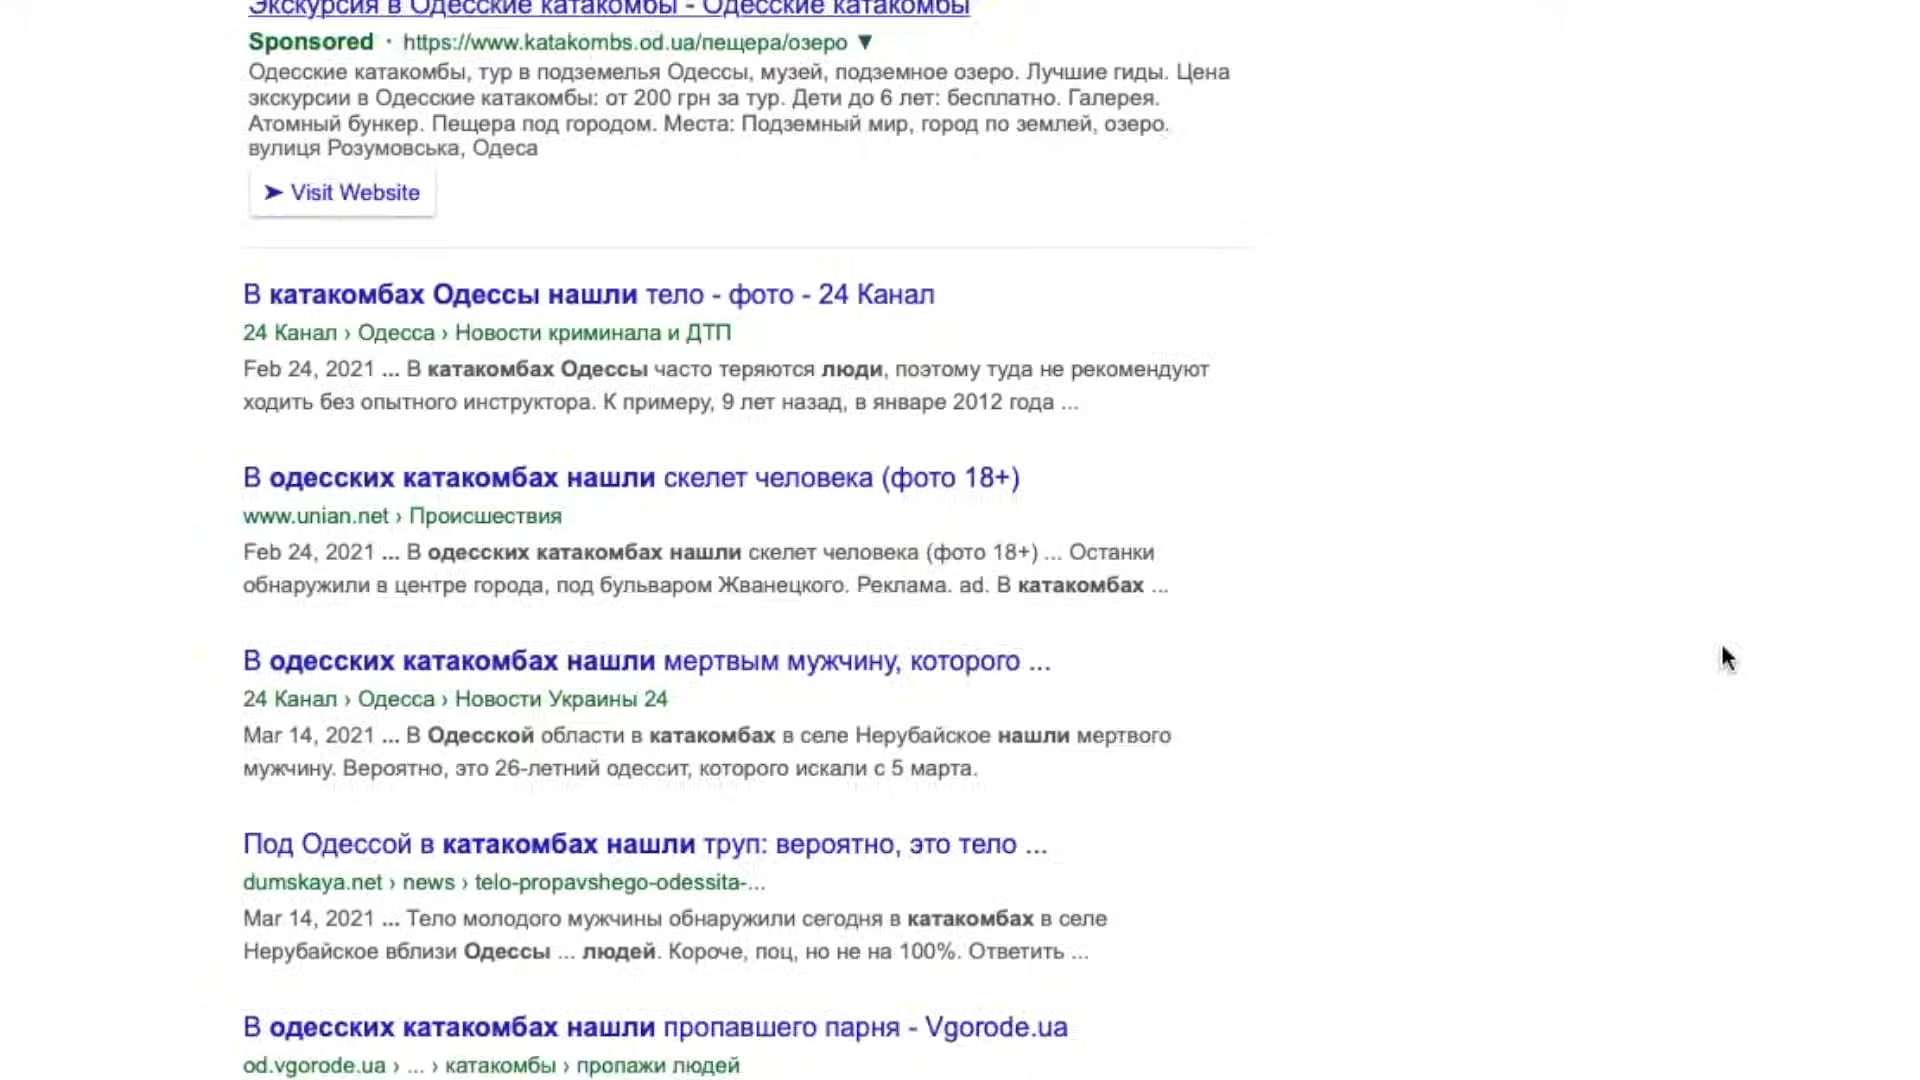 Экскурсия в Одесские катакомбы - Одесские катакомбы
Sponsored · https://www.katakombs.od.ua/пещера/озеро ▼
Одесские катакомбы, тур в подземелья Одессы, музей, подземное озеро. Лучшие гиды. Цена
экскурсии в Одесские катакомбы: от 200 грн за тур. Дети до 6 лет: бесплатно. Галерея.
Атомный бункер. Пещера под городом. Места: Подземный мир, город по землей, озеро.
вулиця Розумовська, Одеса
➤ Visit Website
В катакомбах Одессы нашли тело - фото - 24 Канал
24 Канал › Одесса › Новости криминала и ДТП
Feb 24, 2021 ... В катакомбах Одессы часто теряются люди, поэтому туда не рекомендуют
ходить без опытного инструктора. К примеру, 9 лет назад, в январе 2012 года ...
В одесских катакомбах нашли скелет человека (фото 18+)
www.unian.net › Происшествия
Feb 24, 2021 ... В одесских катакомбах нашли скелет человека (фото 18+) ... Останки
обнаружили в центре города, под бульваром Жванецкого. Реклама. ad. В катакомбах ...
В одесских катакомбах нашли мертвым мужчину, которого ...
24 Канал › Одесса › Новости Украины 24
Mar 14, 2021 ... В Одесской области в катакомбах в селе Нерубайское нашли мертвого
мужчину. Вероятно, это 26-летний одессит, которого искали с 5 марта.
Под Одессой в катакомбах нашли труп: вероятно, это тело ...
dumskaya.net › news › telo-propavshego-odessita-...
Mar 14, 2021 ... Тело молодого мужчины обнаружили сегодня в катакомбах в селе
Нерубайское вблизи Одессы ... людей. Короче, поц, но не на 100%. Ответить ...
В одесских катакомбах нашли пропавшего парня - Vgorode.ua
od.vgorode.ua › ... › катакомбы › пропажи людей